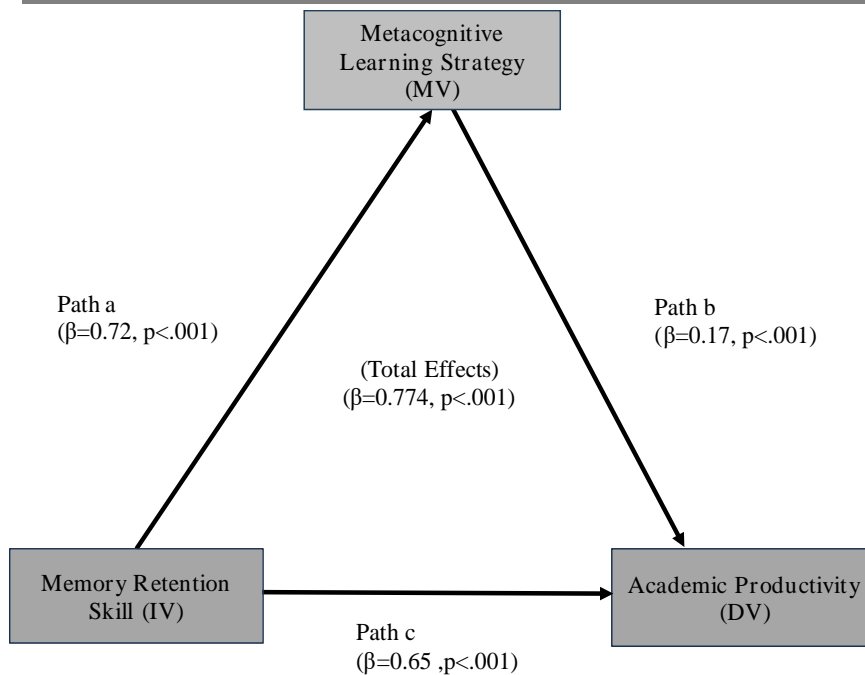 Metacognitive
Learning Strategy
(MV)
Path a
(β=0.72, p<.001)
Path b
(β=0.17, p<.001)
(Total Effects)
(β=0.774, p<.001)
Memory Retention
Skill (IV)
Academic Productivity
(DV)
Path c
(β=0.65 ,p<.001)